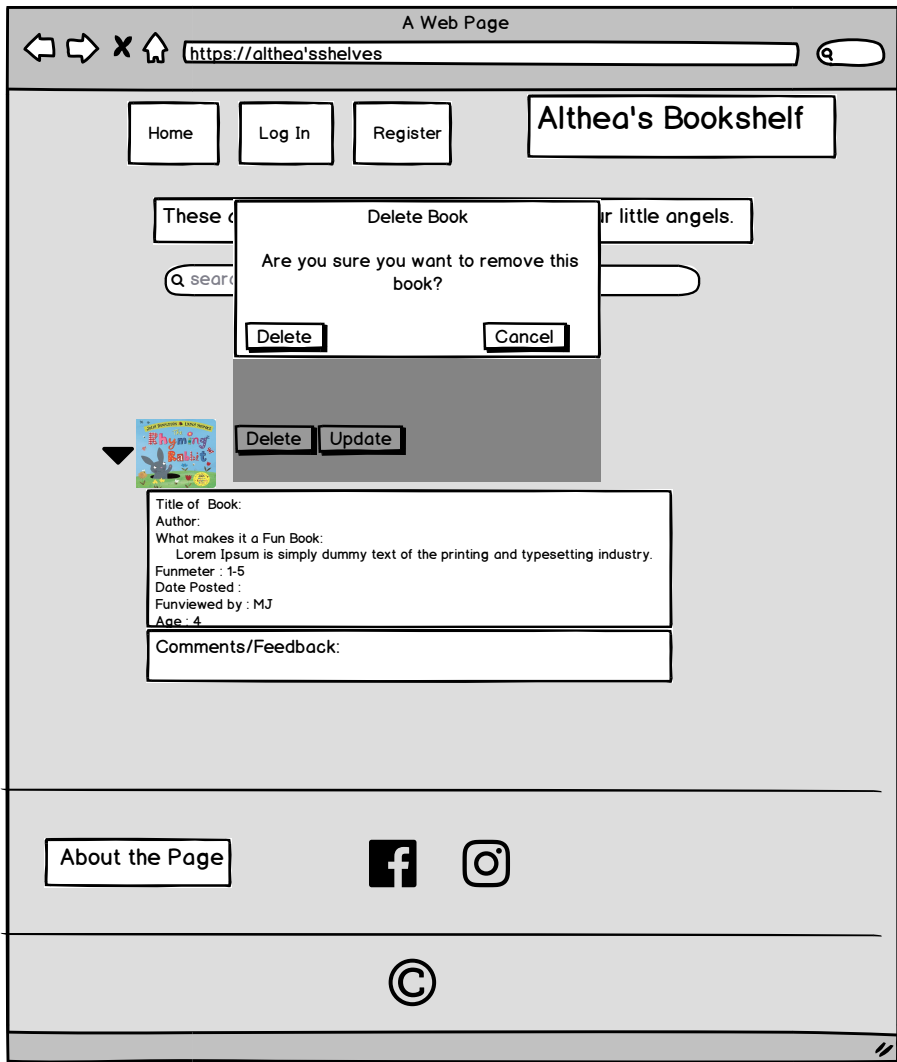 A Web Page
https://althea'sshelves
Home
Log In
Register
Althea's Bookshelf
These
little angels.
Delete Book
Are you sure you want to remove this
book?
Delete
Cancel
Delete Update
Rhyming
Rabbit
Title of Book:
Author:
What makes it a Fun Book:
Lorem Ipsum is simply dummy text of the printing and typesetting industry.
Funmeter : 1-5
Date Posted :
Funviewed by : MJ
Age : 4
Comments/Feedback:
About the Page
©